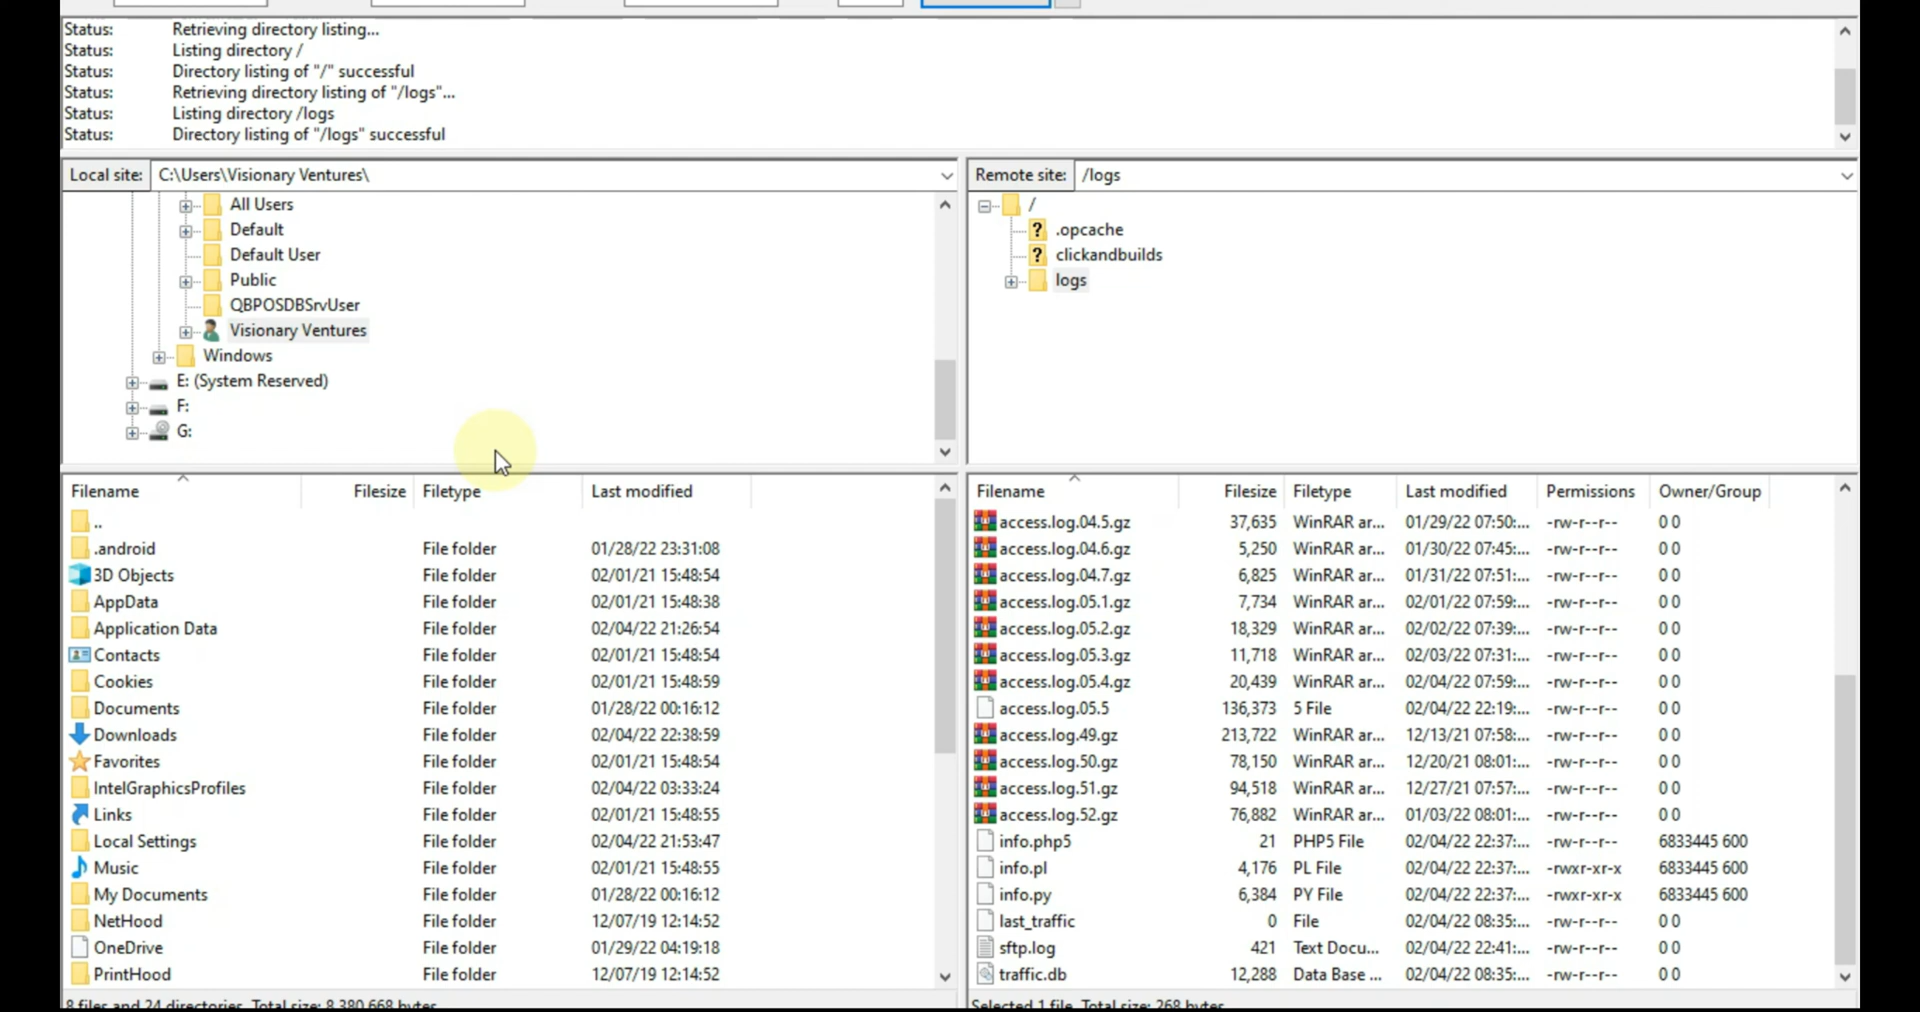 Status: Retrieving directory listing...
Status: Listing directory /
Status: Directory listing of "/" successful
Status: Retrieving directory listing of "/logs"...
Status: Listing directory /logs
Status: Directory listing of "/logs" successful
Local site: C:\Users\Visionary Ventures\
All Users
Default
Default User
Public
QBPOSDBSrvUser
Visionary Ventures
Windows
E: (System Reserved)
F:
G:
Remote site: /logs
/
.opcache
clickandbuilds
logs
Filename Filesize Filetype Last modified
..
.android File folder 01/28/22 23:31:08
3D Objects File folder 02/01/21 15:48:54
AppData File folder 02/01/21 15:48:38
Application Data File folder 02/04/22 21:26:54
Contacts File folder 02/01/21 15:48:54
Cookies File folder 02/01/21 15:48:59
Documents File folder 01/28/22 00:16:12
Downloads File folder 02/04/22 22:38:59
Favorites File folder 02/01/21 15:48:54
IntelGraphicsProfiles File folder 02/04/22 03:33:24
Links File folder 02/01/21 15:48:55
Local Settings File folder 02/04/22 21:53:47
Music File folder 02/01/21 15:48:55
My Documents File folder 01/28/22 00:16:12
NetHood File folder 12/07/19 12:14:52
OneDrive File folder 01/29/22 04:19:18
PrintHood File folder 12/07/19 12:14:52
8 files and 24 directories. Total size: 8,380,668 bytes
Filename Filesize Filetype Last modified Permissions Owner/Group
access.log.04.5.gz 37,635 WinRAR ar... 01/29/22 07:50:... -rw-r--r-- 0 0
access.log.04.6.gz 5,250 WinRAR ar... 01/30/22 07:45:... -rw-r--r-- 0 0
access.log.04.7.gz 6,825 WinRAR ar... 01/31/22 07:51:... -rw-r--r-- 0 0
access.log.05.1.gz 7,734 WinRAR ar... 02/01/22 07:59:... -rw-r--r-- 0 0
access.log.05.2.gz 18,329 WinRAR ar... 02/02/22 07:39:... -rw-r--r-- 0 0
access.log.05.3.gz 11,718 WinRAR ar... 02/03/22 07:31:... -rw-r--r-- 0 0
access.log.05.4.gz 20,439 WinRAR ar... 02/04/22 07:59:... -rw-r--r-- 0 0
access.log.05.5 136,373 5 File 02/04/22 22:19:... -rw-r--r-- 0 0
access.log.49.gz 213,722 WinRAR ar... 12/13/21 07:58:... -rw-r--r-- 0 0
access.log.50.gz 78,150 WinRAR ar... 12/20/21 08:01:... -rw-r--r-- 0 0
access.log.51.gz 94,518 WinRAR ar... 12/27/21 07:57:... -rw-r--r-- 0 0
access.log.52.gz 76,882 WinRAR ar... 01/03/22 08:01:... -rw-r--r-- 0 0
info.php5 21 PHP5 File 02/04/22 22:37:... -rw-r--r-- 6833445 600
info.pl 4,176 PL File 02/04/22 22:37:... -rwxr-xr-x 6833445 600
info.py 6,384 PY File 02/04/22 22:37:... -rwxr-xr-x 6833445 600
last_traffic 0 File 02/04/22 08:35:... -rw-r--r-- 0 0
sftp.log 421 Text Docu... 02/04/22 22:41:... -rw-r--r-- 0 0
traffic.db 12,288 Data Base ... 02/04/22 08:35:... -rw-r--r-- 0 0
Selected 1 file. Total size: 268 bytes